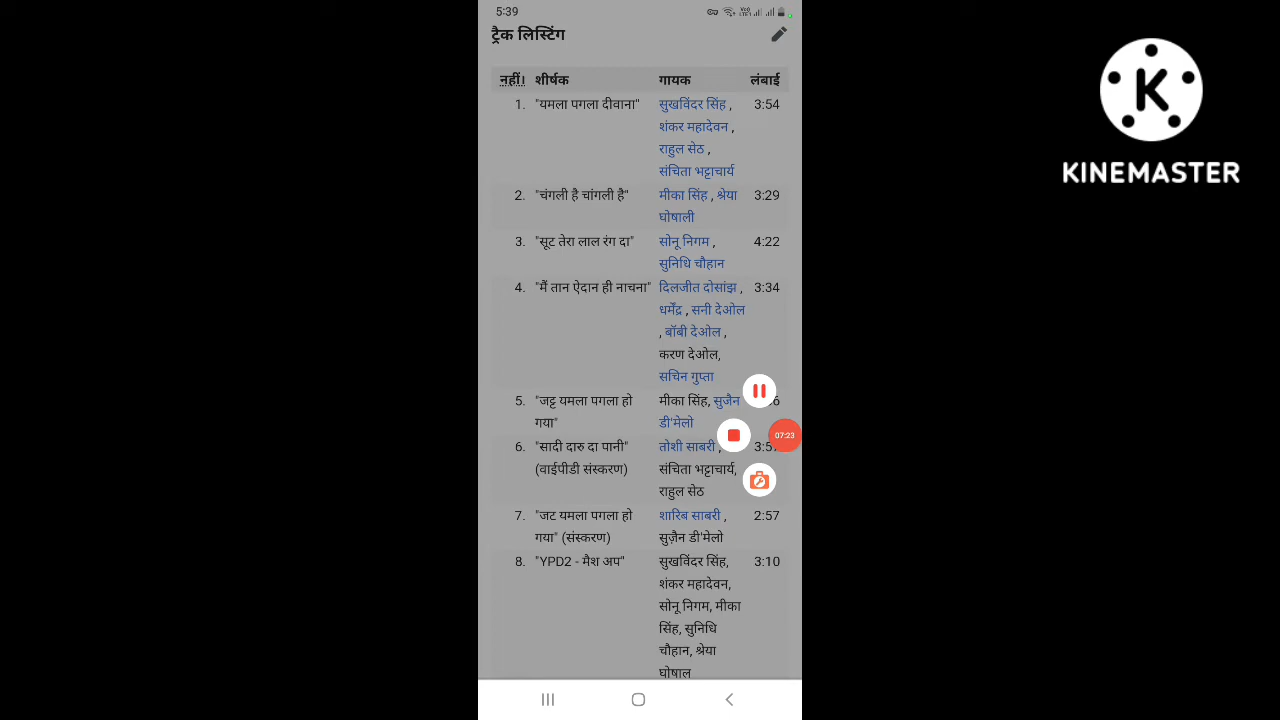 5:39
ट्रैक लिस्टिंग
नहीं। शीर्षक गायक लंबाई
1. "यमला पगला दीवाना" सुखविंदर सिंह , 3:54
शंकर महादेवन ,
राहुल सेठ ,
संचिता भट्टाचार्य
2. "चंगली है चांगली है" मीका सिंह , श्रेया 3:29
घोषाली
3. "सूट तेरा लाल रंग दा" सोनू निगम , 4:22
सुनिधि चौहान
4. "मैं तान ऐदान ही नाचना" दिलजीत दोसांझ , 3:34
धर्मेंद्र , सनी देओल
, बॉबी देओल ,
करण देओल,
सचिन गुप्ता
5. "जट्ट यमला पगला हो मीका सिंह, सुजैन
गया" डी'मेलो
07:23
6. "सादी दारु दा पानी" तोशी साबरी ,
(वाईपीडी संस्करण) संचिता भट्टाचार्य,
राहुल सेठ
7. "जट यमला पगला हो शारिब साबरी , 2:57
गया" (संस्करण) सुज़ैन डी'मेलो
8. "YPD2 - मैश अप" सुखविंदर सिंह, 3:10
शंकर महादेवन,
सोनू निगम, मीका
सिंह, सुनिधि
चौहान, श्रेया
घोषाल
K
KINEMASTER